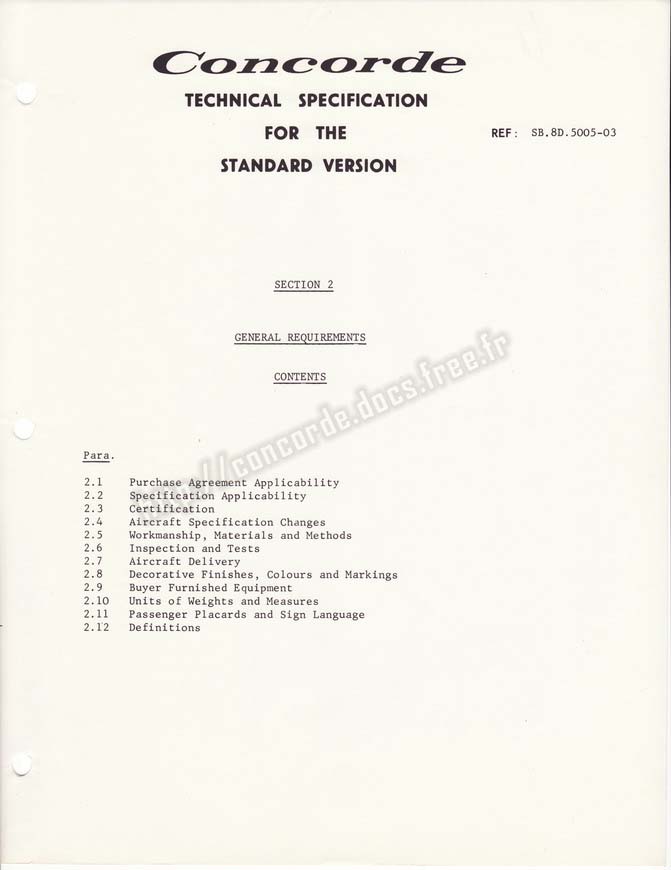 Concorde
TECHNICAL SPECIFICATION
FOR THE
REF: SB.8D.5005-03
STANDARD VERSION
SECTION 2
GENERAL REQUIREMENTS
CONTENTS
http://concorde.docs.free.fr
Para.
2.1 Purchase Agreement Applicability
2.2 Specification Applicability
2.3 Certification
2.4 Aircraft Specification Changes
2.5 Workmanship, Materials and Methods
2.6 Inspection and Tests
2.7 Aircraft Delivery
2.8 Decorative Finishes, Colours and Markings
2.9 Buyer Furnished Equipment
2.10 Units of Weights and Measures
2.11 Passenger Placards and Sign Language
2.12 Definitions